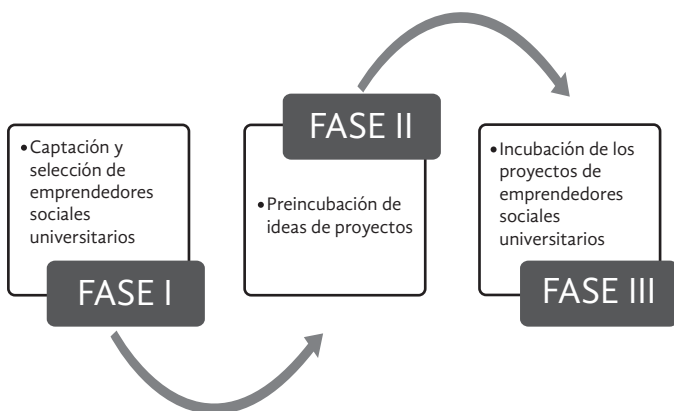 •Captación y
selección de
emprendedores
sociales
universitarios
FASE I
FASE II
•Preincubación de
ideas de proyectos
•Incubación de los
proyectos de
emprendedores
sociales
universitarios
FASE III